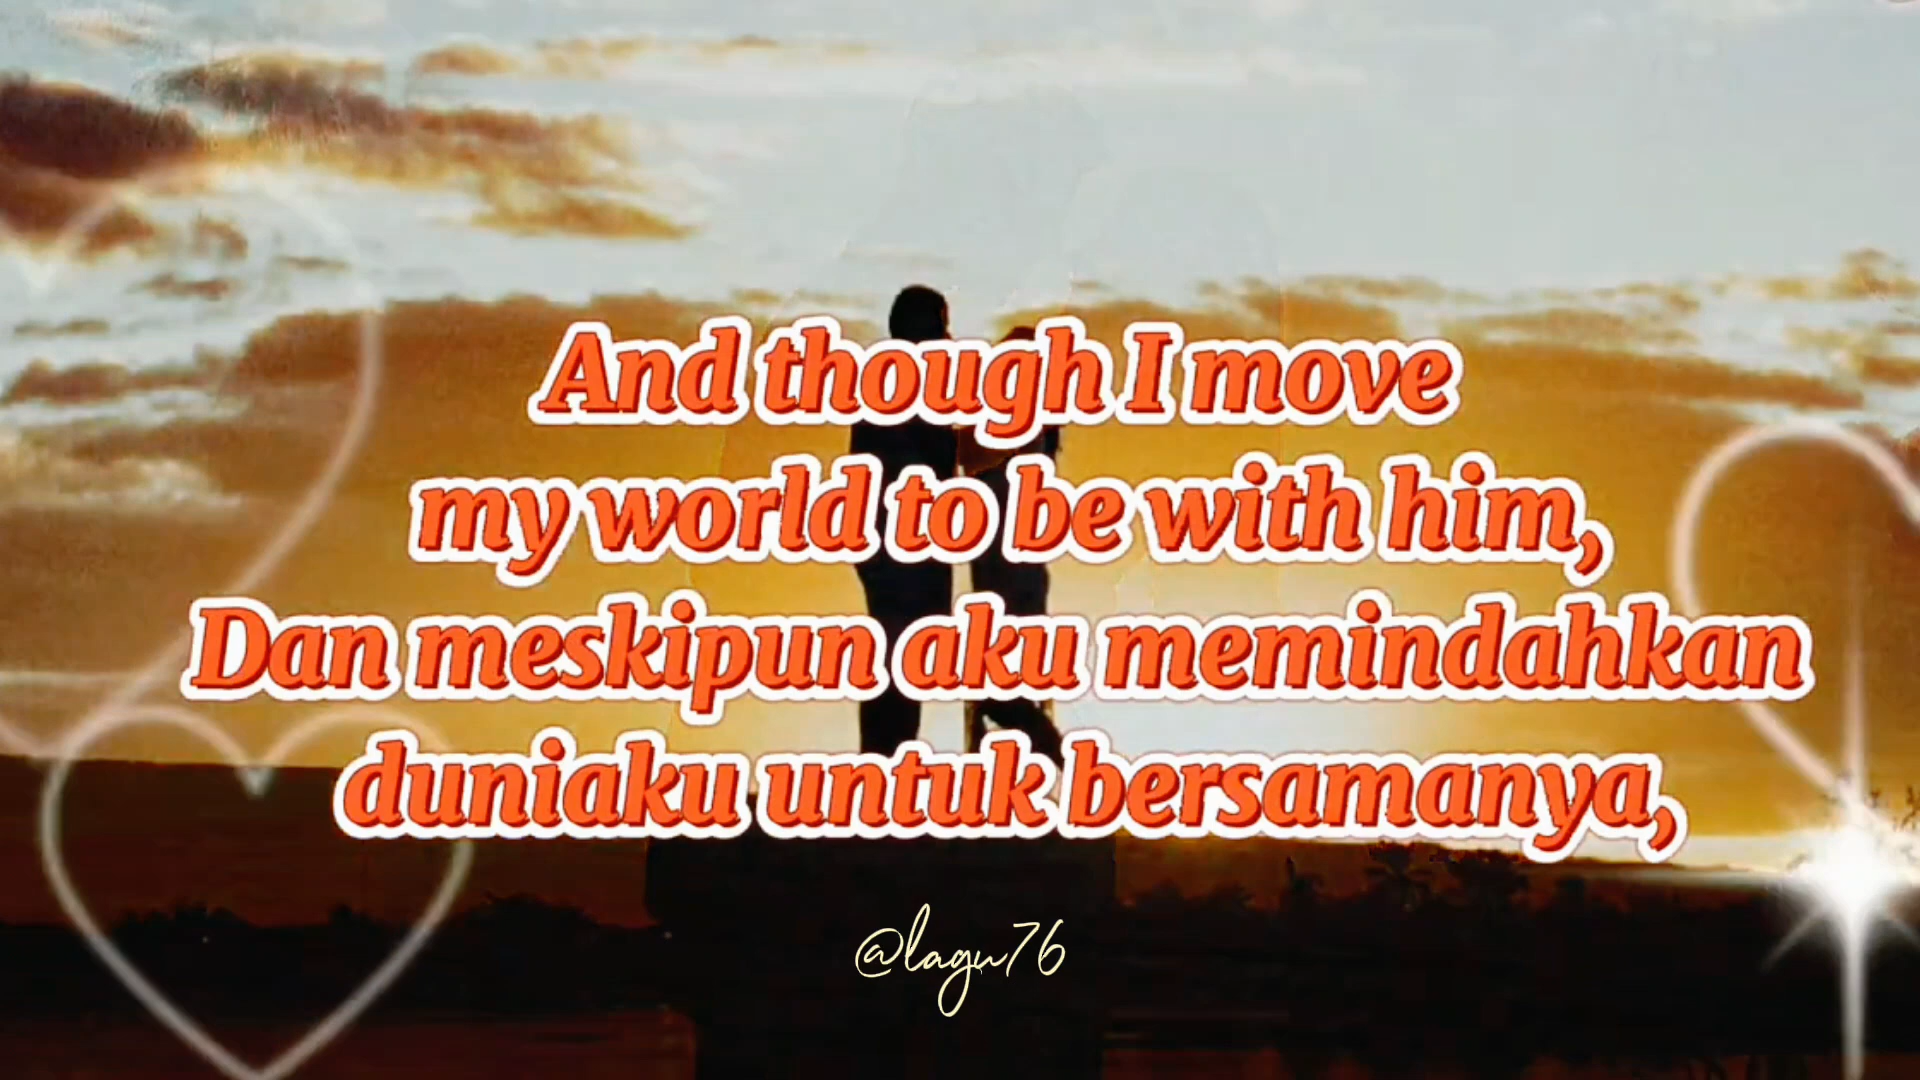 And though I move
my world to be with him,
Dan meskipun aku memindahkan
duniaku untuk bersamanya,
@lagu76